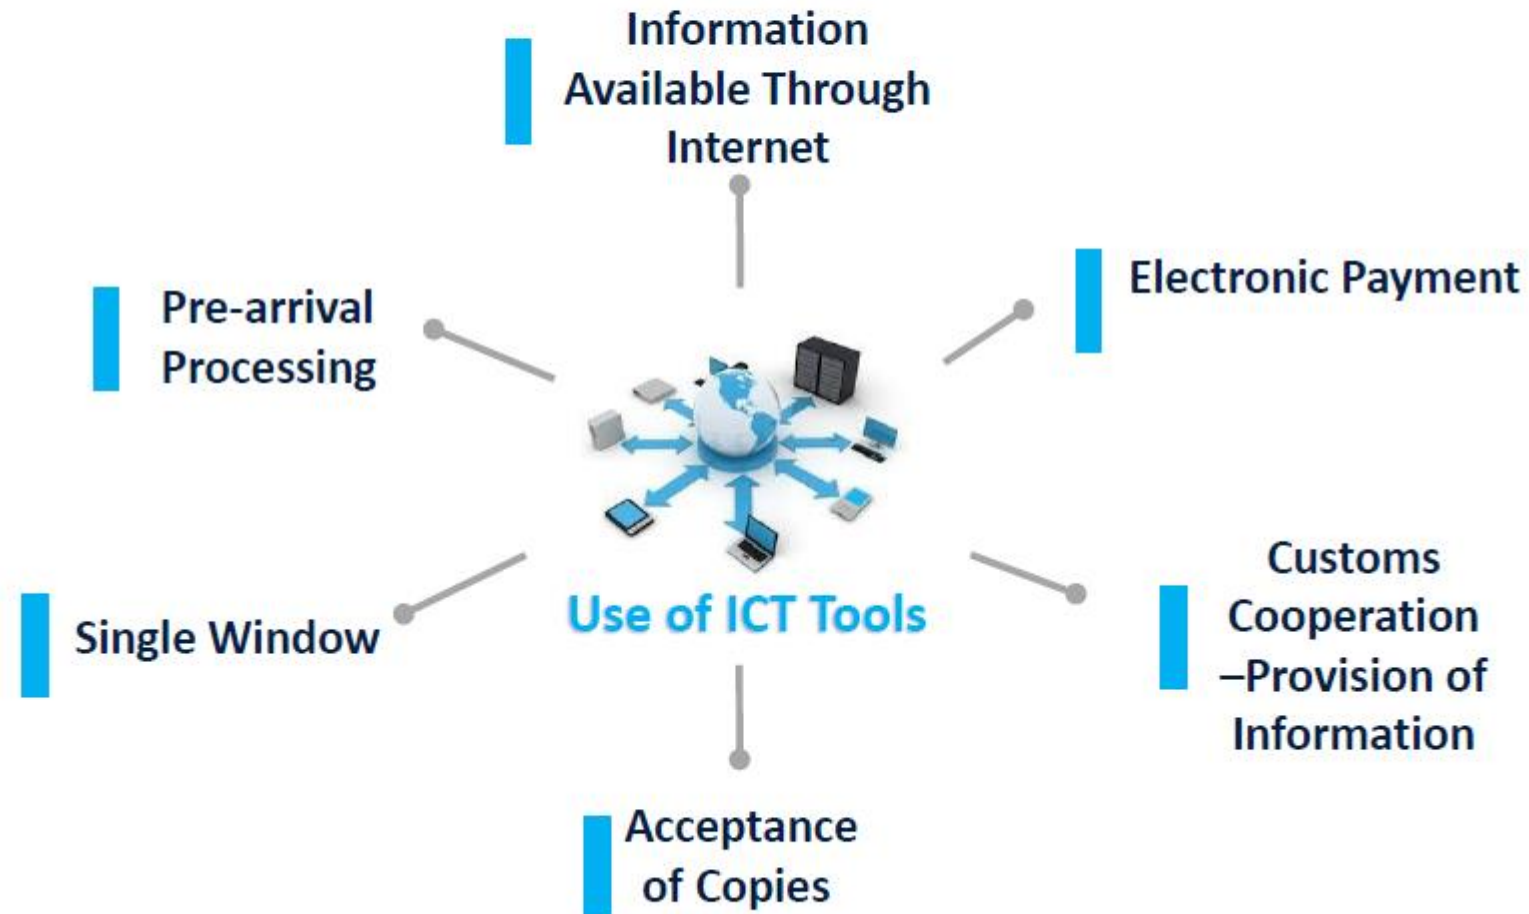 Information
Available Through
Internet
Electronic Payment
Pre-arrival
Processing
Customs
Cooperation
–Provision of
Information
Use of ICT Tools
Single Window
Acceptance
of Copies